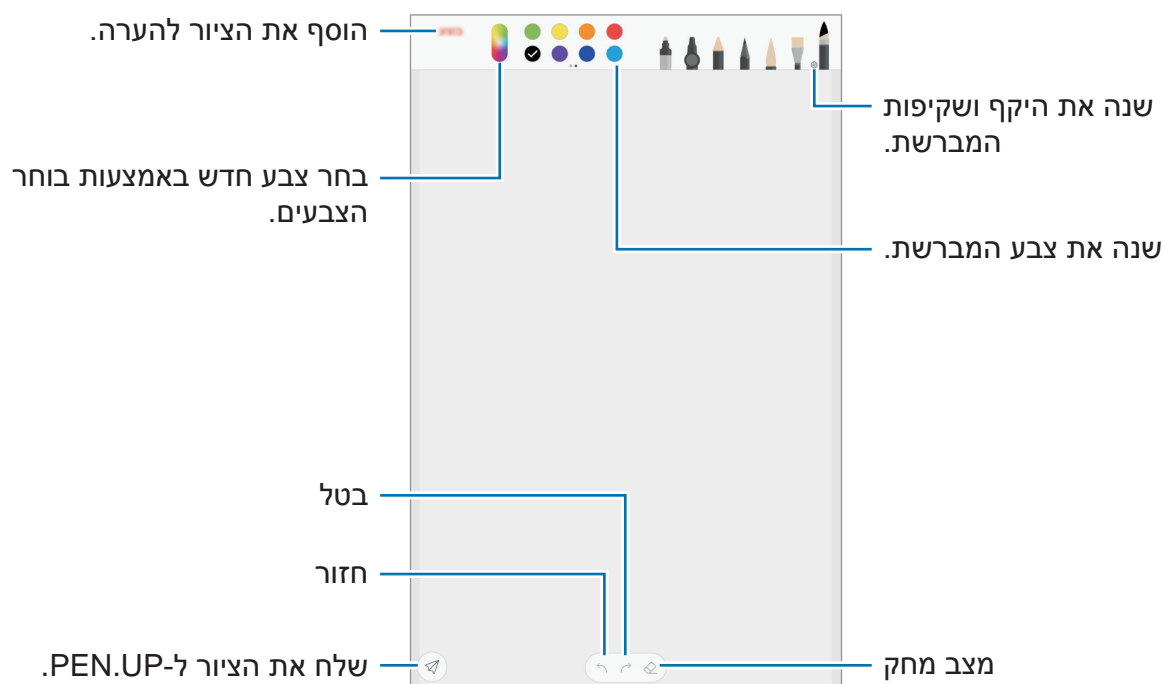 הוסף את הציור להערה.
שנה את היקף ושקיפות
המברשת.
בחר צבע חדש באמצעות בוחר
הצבעים.
שנה את צבע המברשת.
בטל
חזור
שלח את הציור ל-PEN.UP.
מצב מחק